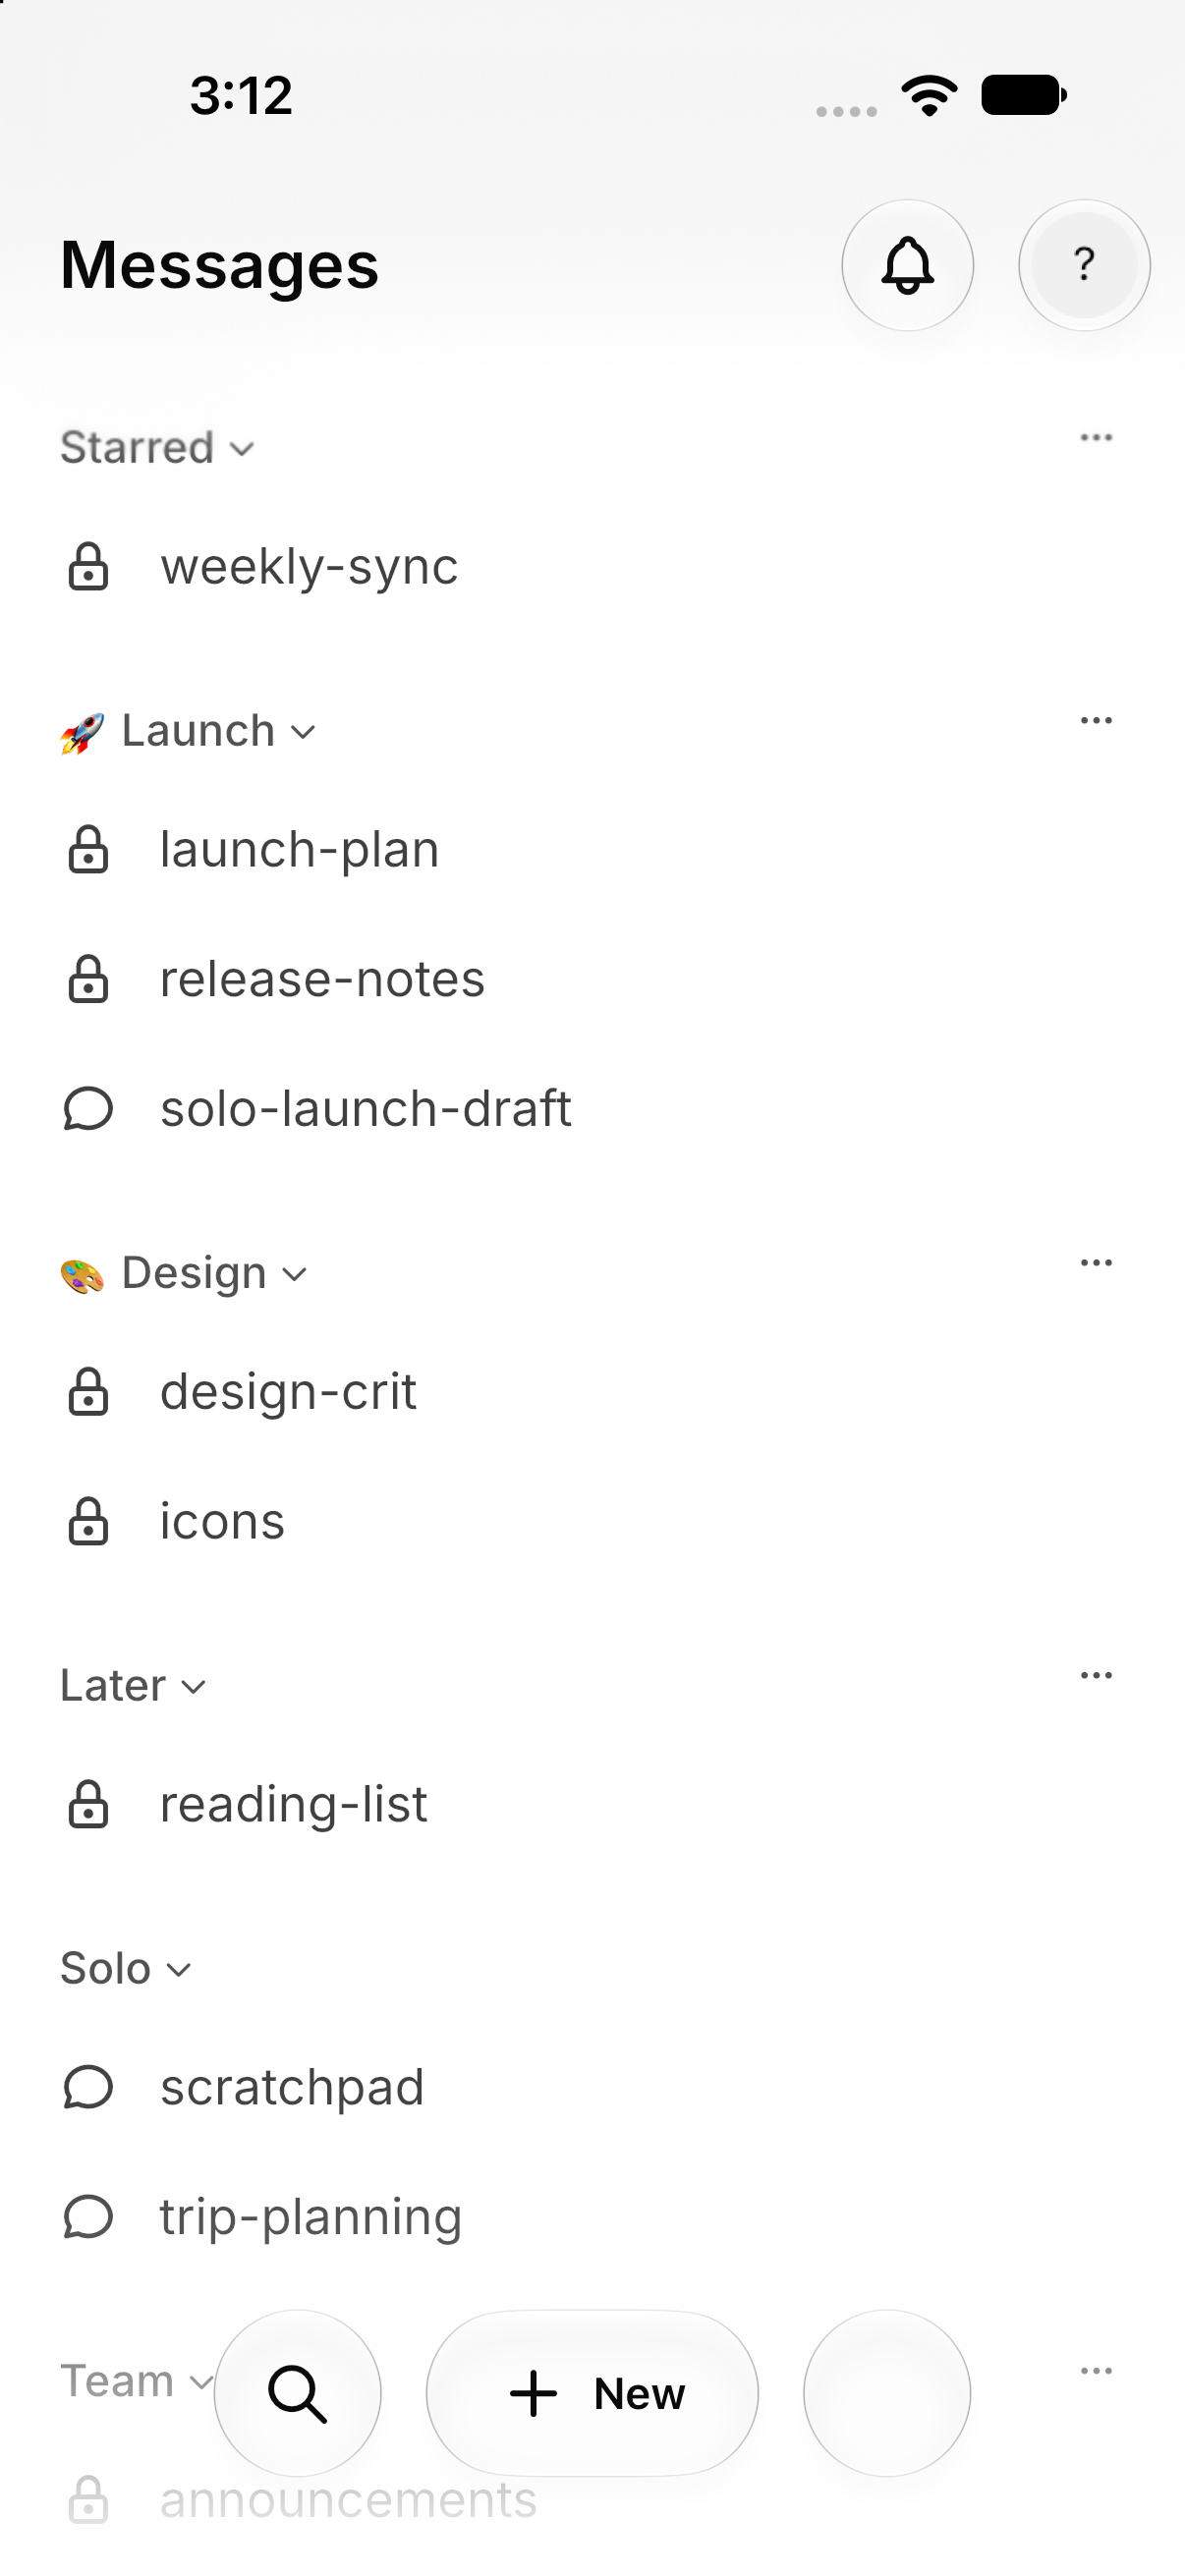 3:12
Messages
?
Starred
weekly-sync
🚀 Launch
launch-plan
release-notes
solo-launch-draft
🎨 Design
design-crit
icons
Later
reading-list
Solo
scratchpad
trip-planning
Team
New
announcements